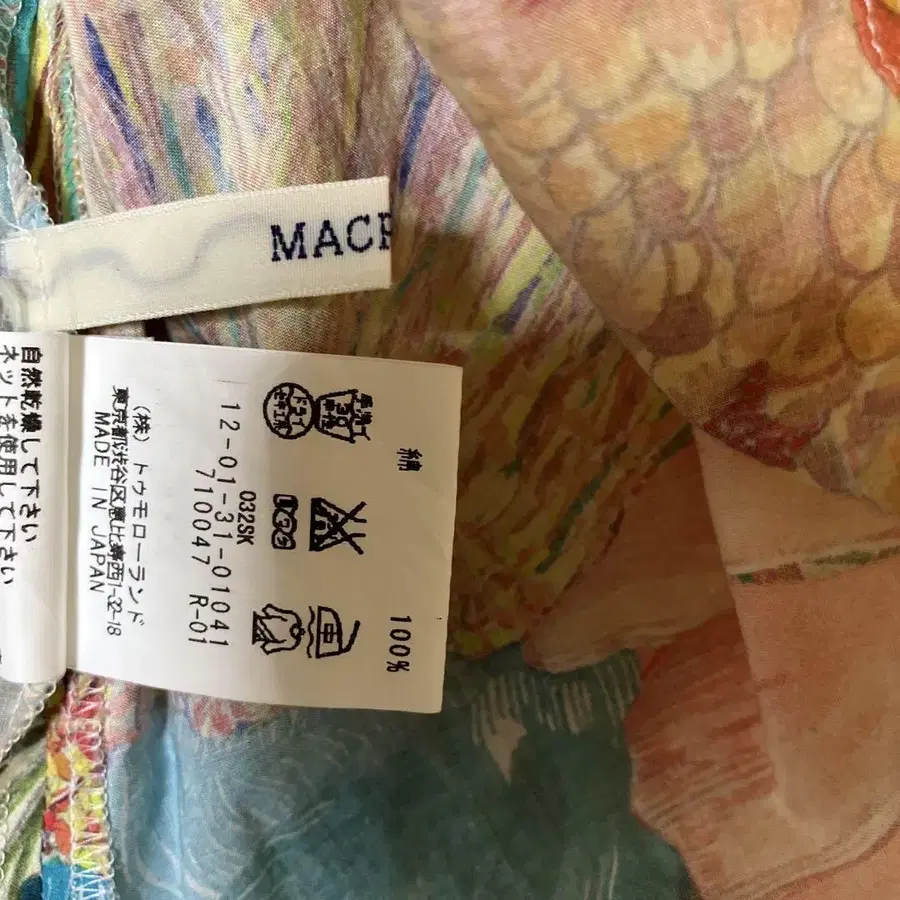 MACP
綿 100%
12-01-31-01041
710047 R-01
032SK
(株) トゥモローランド
東京都渋谷区恵比寿西1-32-18
MADE IN JAPAN
自然乾燥して下さい
ネットを使用して下さい